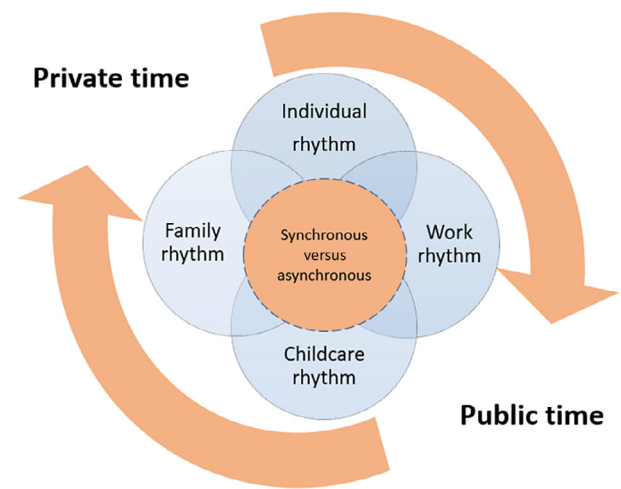 Private time
Individual
rhythm
Family
rhythm
Synchronous
versus
asynchronous
Work
rhythm
Childcare
rhythm
Public time